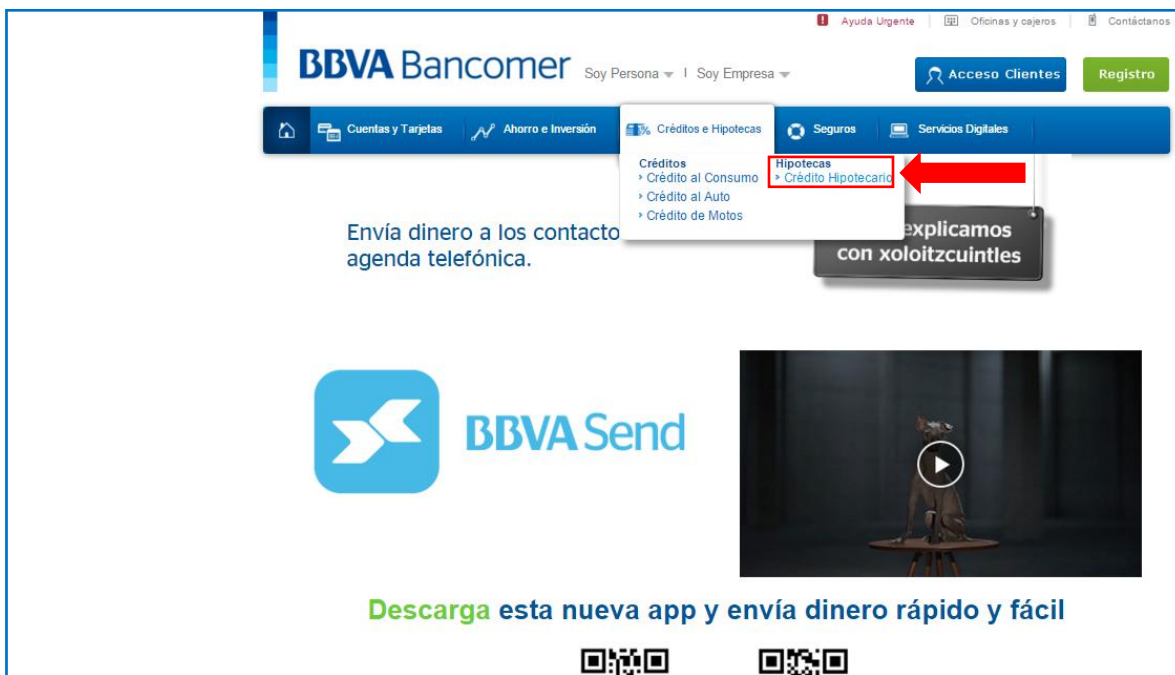 Ayuda Urgente
Oficinas y cajeros
Contáctanos
BBVA Bancomer
Soy Persona
Soy Empresa
Acceso Clientes
Registro
Cuentas y Tarjetas
Ahorro e Inversión
Créditos e Hipotecas
Seguros
Servicios Digitales
Créditos
› Crédito al Consumo
› Crédito al Auto
› Crédito de Motos
Hipotecas
› Crédito Hipotecario
Envía dinero a los contacto
agenda telefónica.
explicamos
con xoloitzcuintles
BBVA Send
Descarga esta nueva app y envía dinero rápido y fácil